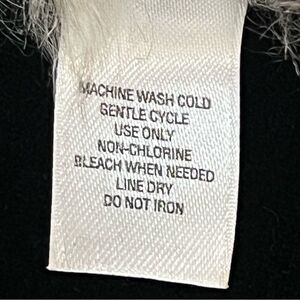 MACHINE WASH COLD
GENTLE CYCLE
USE ONLY
NON-CHLORINE
BLEACH WHEN NEEDED
LINE DRY
DO NOT IRON